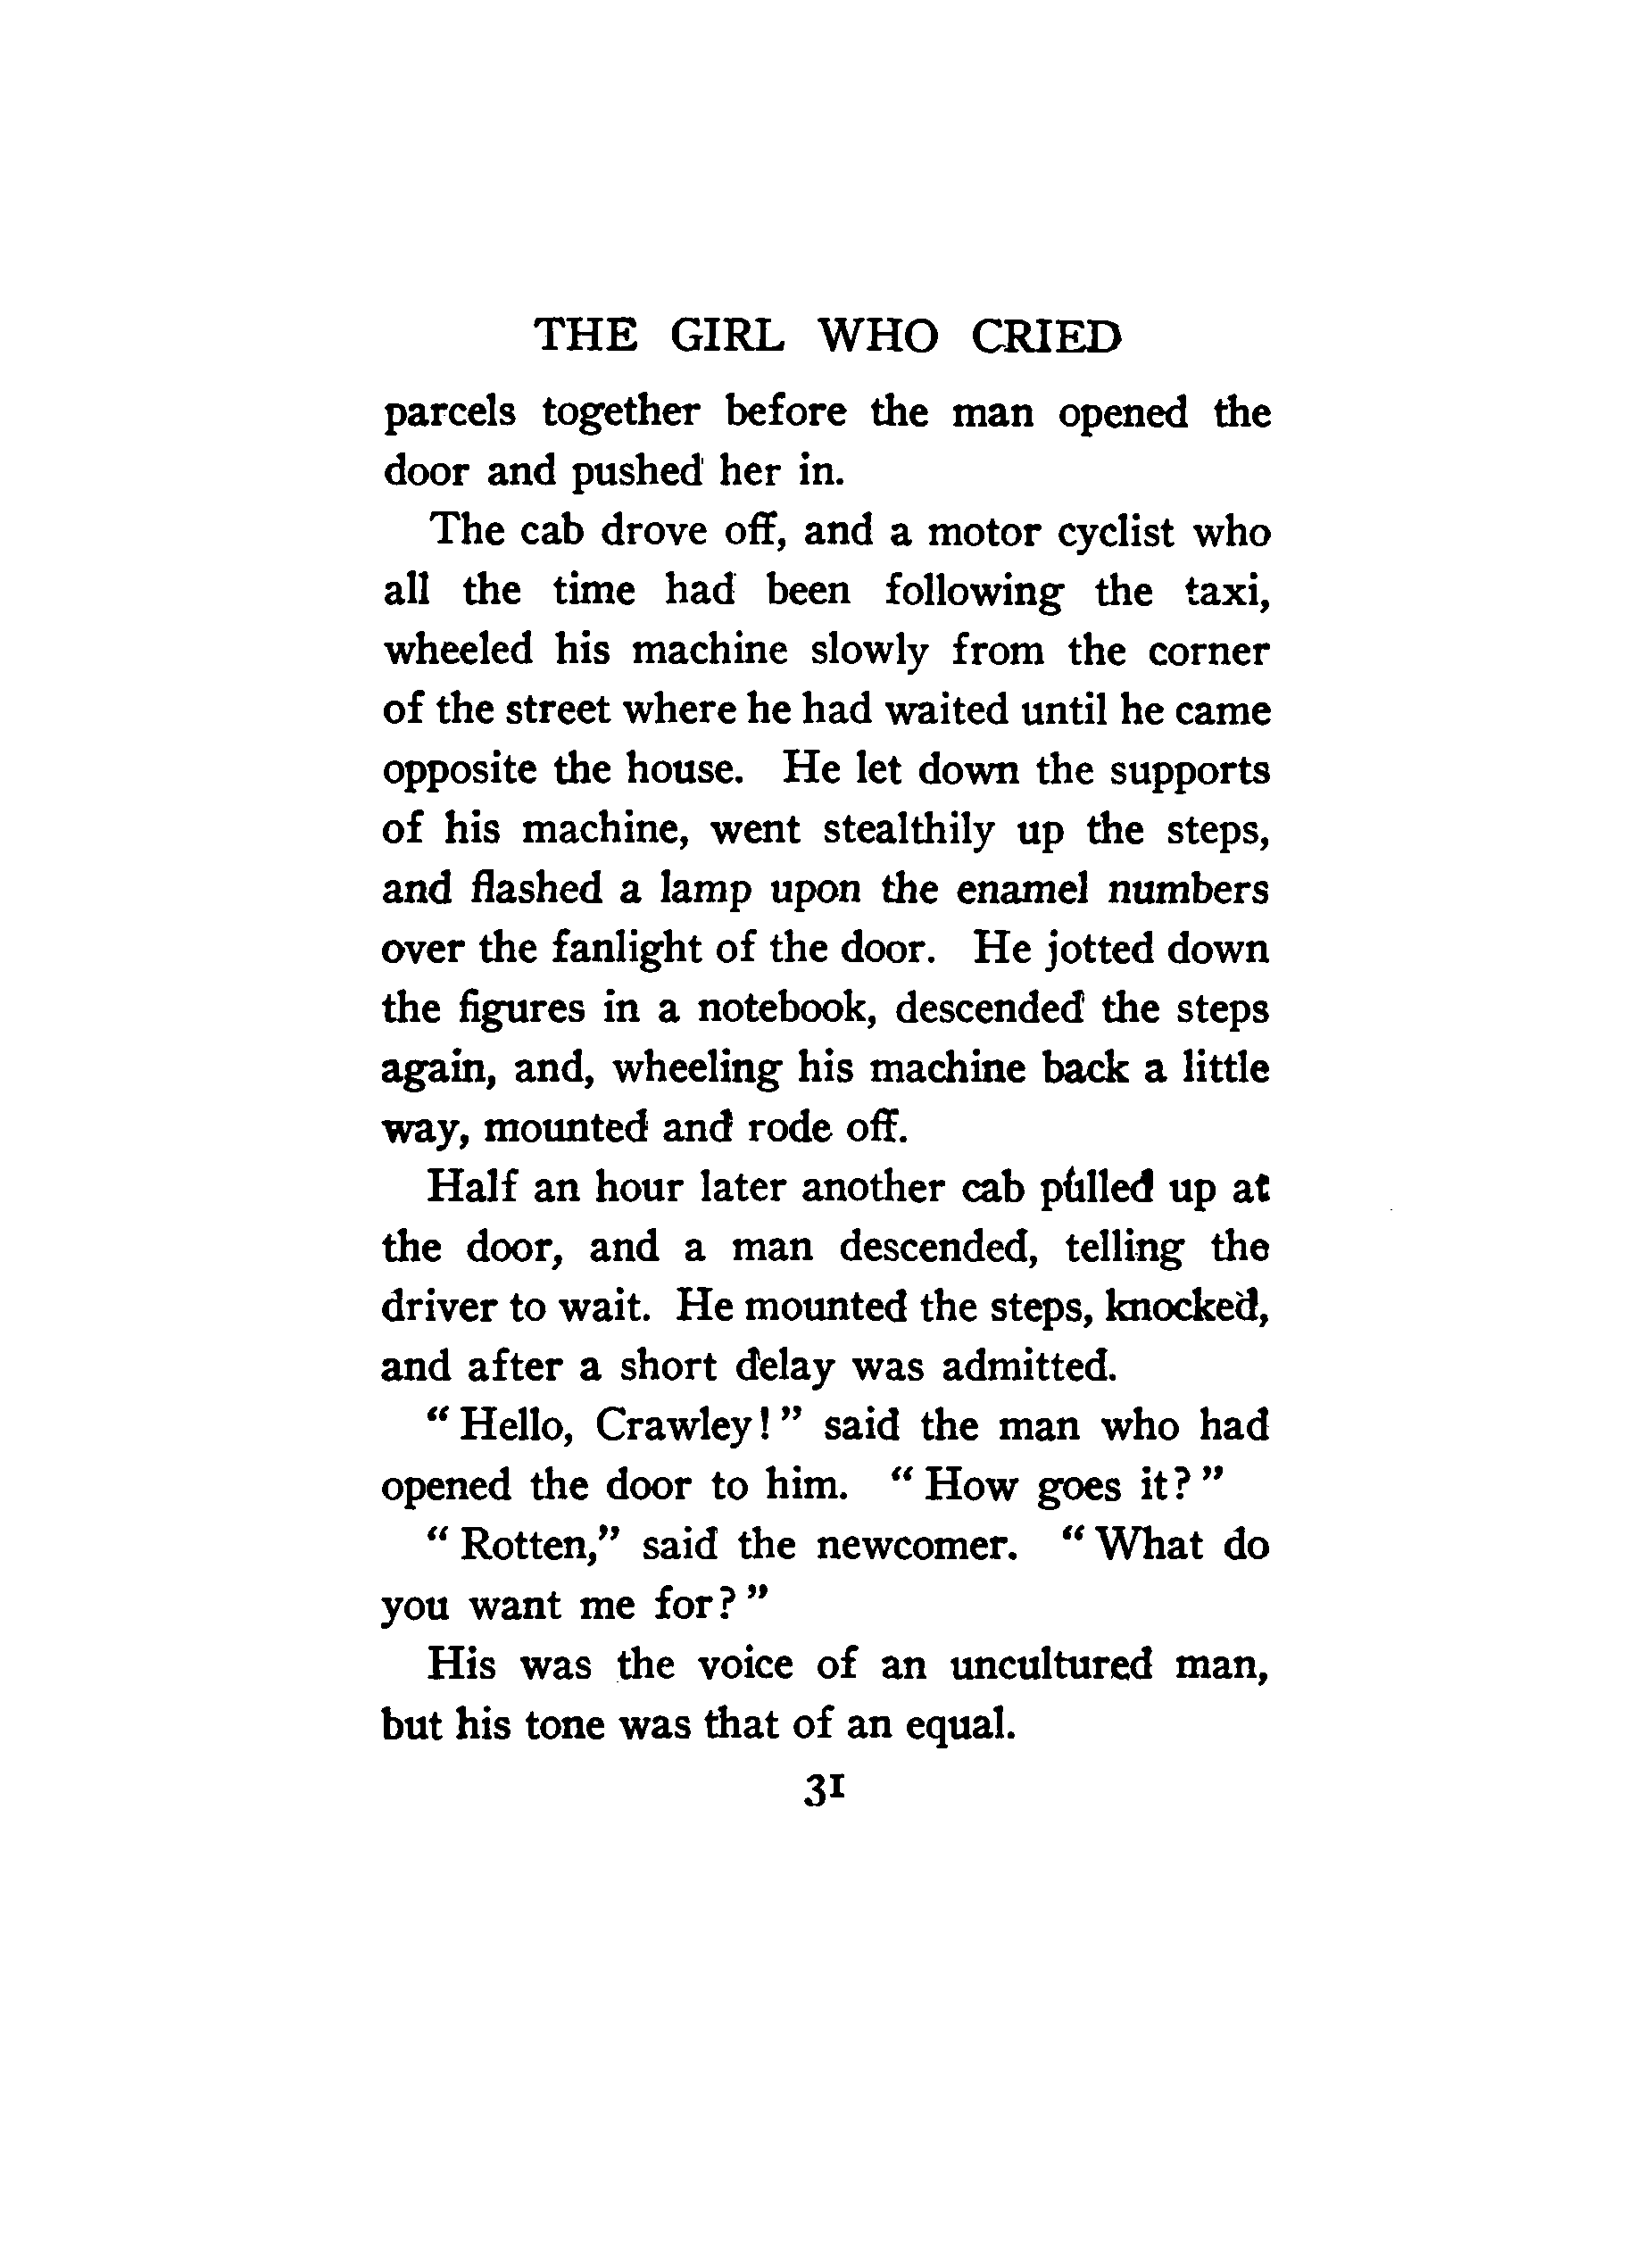 THE GIRL WHO CRIED
parcels together before the man opened the
door and pushed her in.
The cab drove off, and a motor cyclist who
all the time had been following the taxi,
wheeled his machine slowly from the corner
of the street where he had waited until he came
opposite the house. He let down the supports
of his machine, went stealthily up the steps,
and flashed a lamp upon the enamel numbers
over the fanlight of the door. He jotted down
the figures in a notebook, descended the steps
again, and, wheeling his machine back a little
way, mounted and rode off.
Half an hour later another cab pulled up at
the door, and a man descended, telling the
driver to wait. He mounted the steps, knocked,
and after a short delay was admitted.
“Hello, Crawley!” said the man who had
opened the door to him. “How goes it?”
“Rotten,” said the newcomer. “What do
you want me for?”
His was the voice of an uncultured man,
but his tone was that of an equal.
31